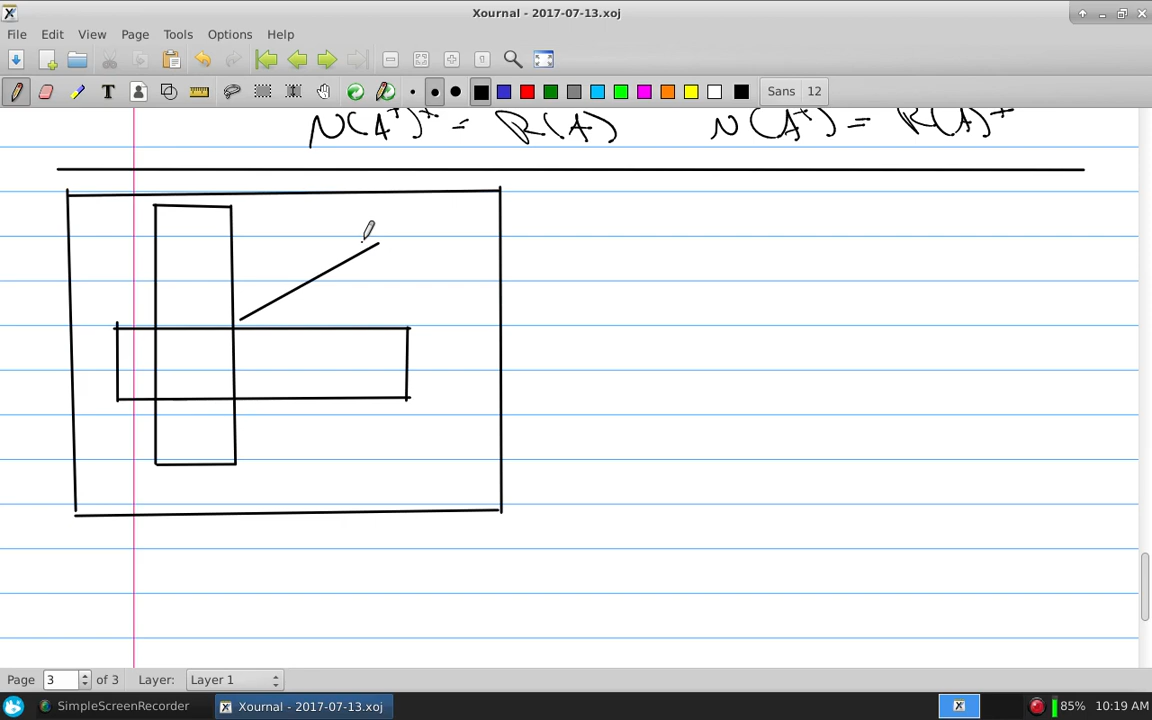 Xournal - 2017-07-13.xoj
File Edit View Page Tools Options Help
Sans 12
N(A⁺)⁺ = R(A) N(A⁺) = R(A)⁺
Page 3 of 3 Layer: Layer 1
SimpleScreenRecorder Xournal - 2017-07-13.xoj 85% 10:19 AM